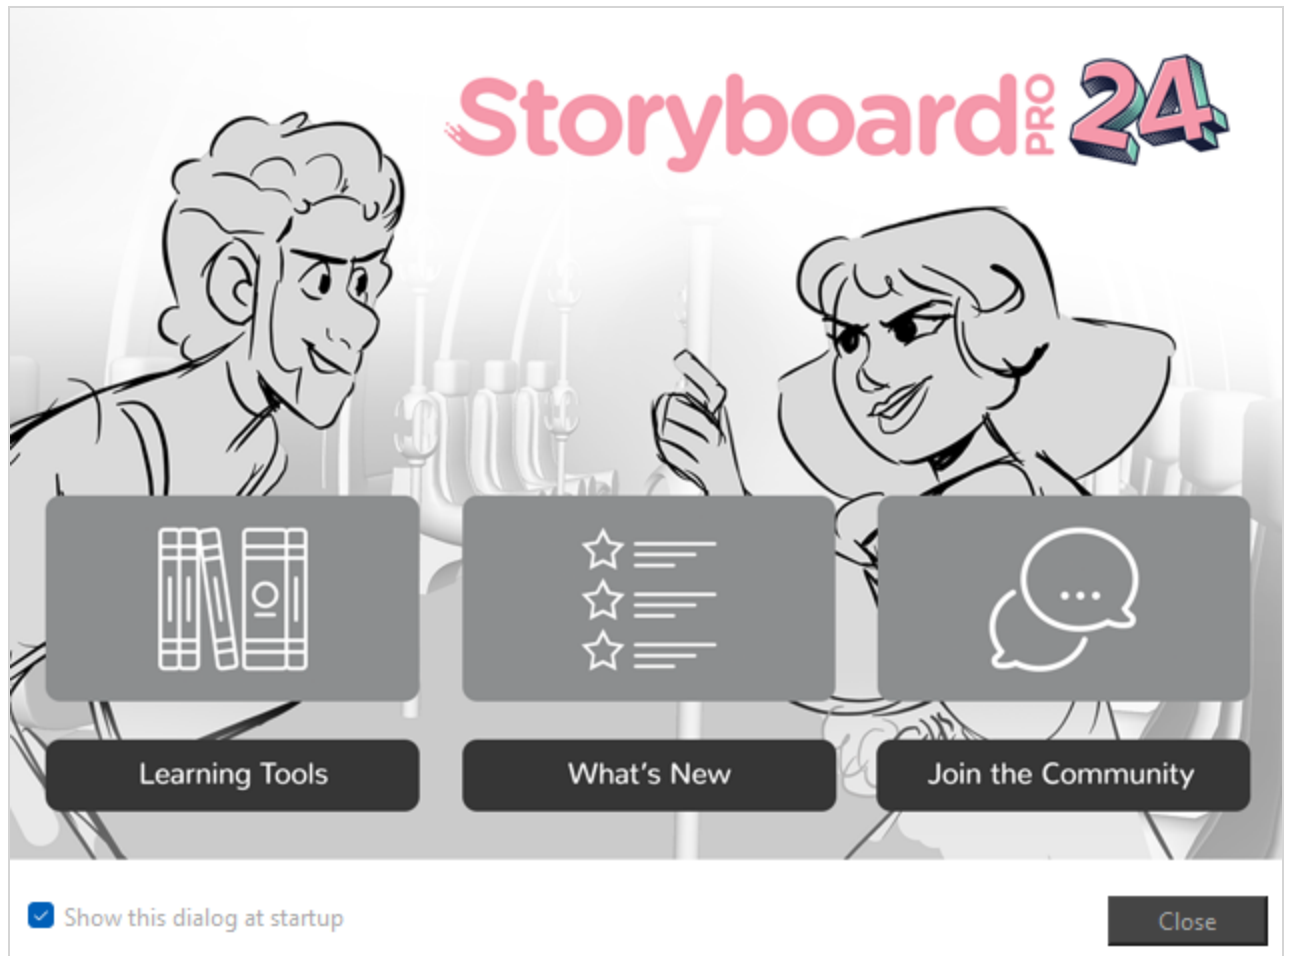 Storyboard PRO 24
Learning Tools
What's New
Join the Community
Show this dialog at startup
Close